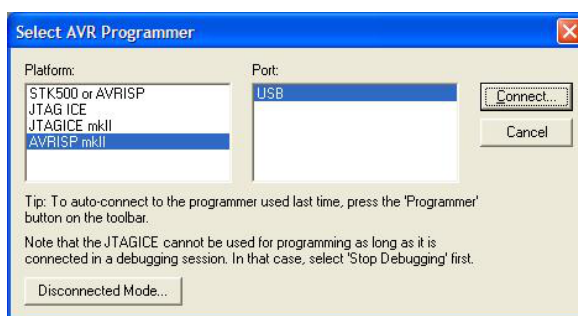 Select AVR Programmer
Platform:
Port:
STK500 or AVRISP
JTAG ICE
JTAGICE mkII
AVRISP mkII
USB
Connect...
Cancel
Tip: To auto-connect to the programmer used last time, press the 'Programmer'
button on the toolbar.
Note that the JTAGICE cannot be used for programming as long as it is
connected in a debugging session. In that case, select 'Stop Debugging' first.
Disconnected Mode...